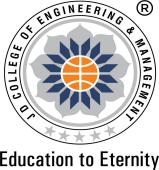 J D COLLEGE OF ENGINEERING & MANAGEMENT
®
Education to Eternity